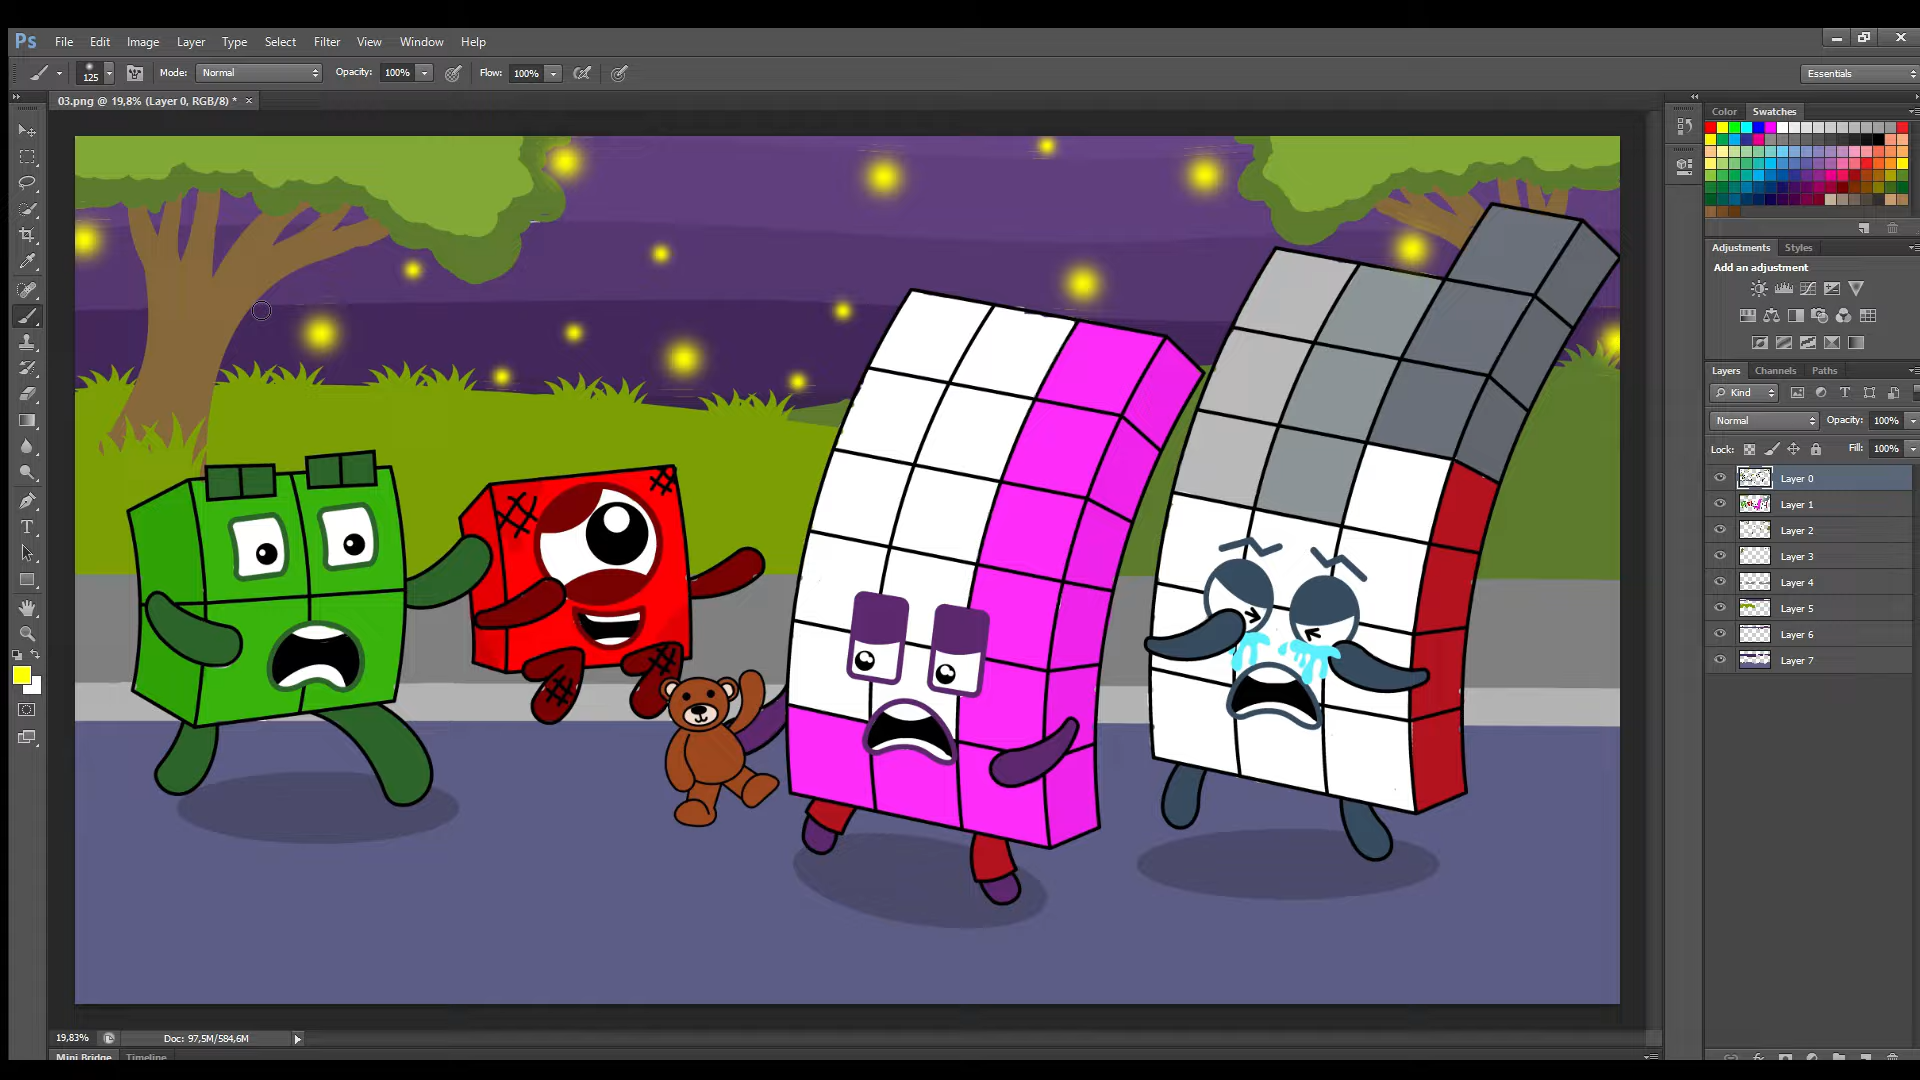 Ps File Edit Image Layer Type Select Filter View Window Help
125 Mode: Normal Opacity: 100% Flow: 100% Essentials
03.png @ 19,8% (Layer 0, RGB/8) * ×
Color Swatches
Adjustments Styles
Add an adjustment
Layers Channels Paths
Kind
Normal Opacity: 100%
Lock: Fill: 100%
Layer 0
Layer 1
Layer 2
Layer 3
Layer 4
Layer 5
Layer 6
Layer 7
19,83% Doc: 97,5M/584,6M
Mini Bridge Timeline